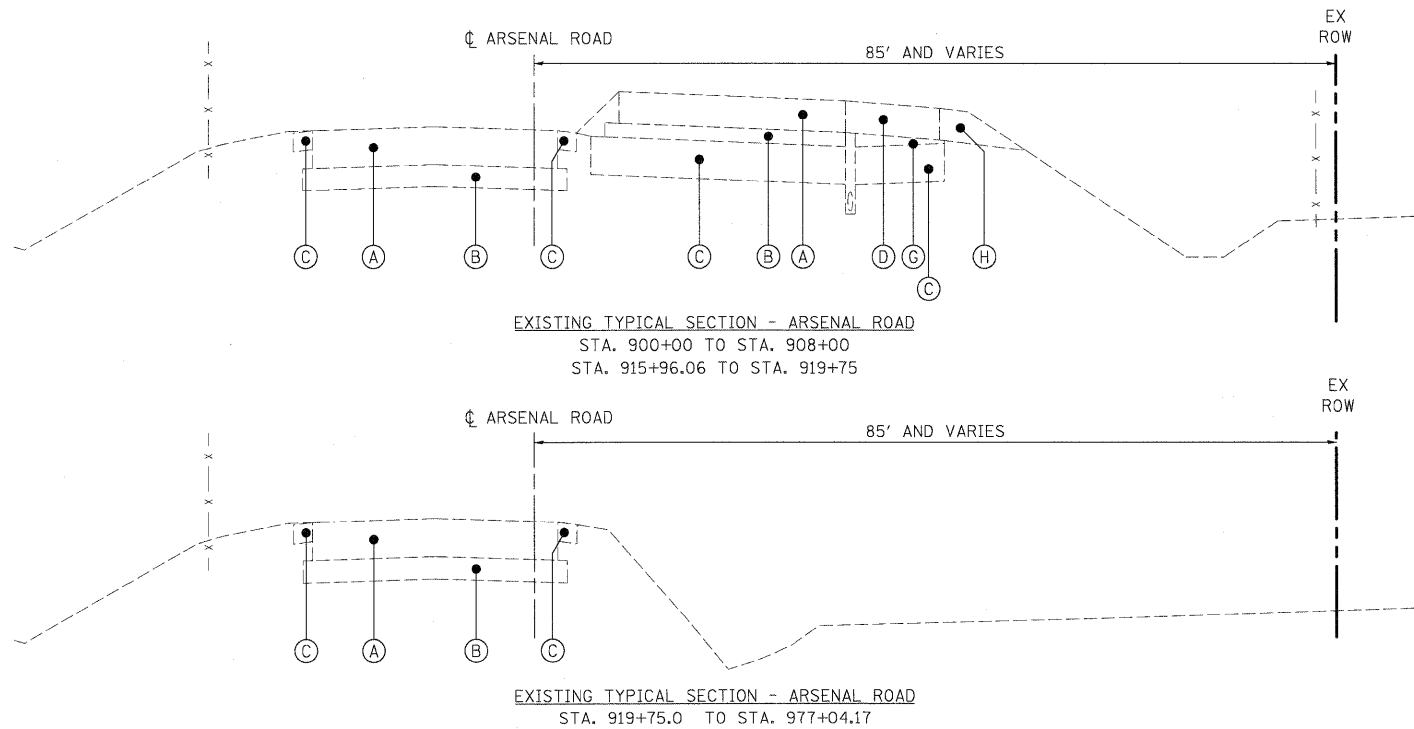 EX
ROW
℄ ARSENAL ROAD
85' AND VARIES
C A B C C B A D G H
C
EXISTING TYPICAL SECTION - ARSENAL ROAD
STA. 900+00 TO STA. 908+00
STA. 915+96.06 TO STA. 919+75
EX
ROW
℄ ARSENAL ROAD
85' AND VARIES
C A B C
EXISTING TYPICAL SECTION - ARSENAL ROAD
STA. 919+75.0 TO STA. 977+04.17